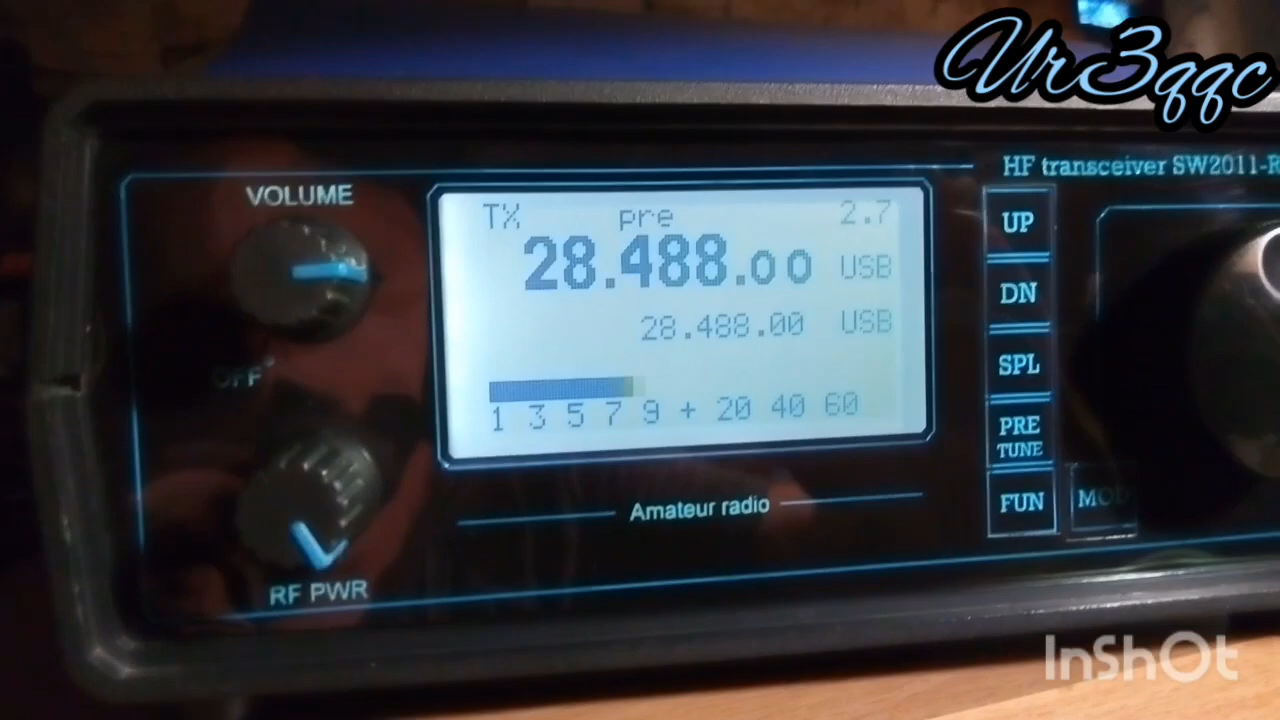 Ur3qqc
HF transceiver SW2011-R
VOLUME
OFF
RF PWR
TX pre 2.7
28.488.00 USB
28.488.00 USB
1 3 5 7 9 + 20 40 60
Amateur radio
UP
DN
SPL
PRE
TUNE
FUN
InShOt